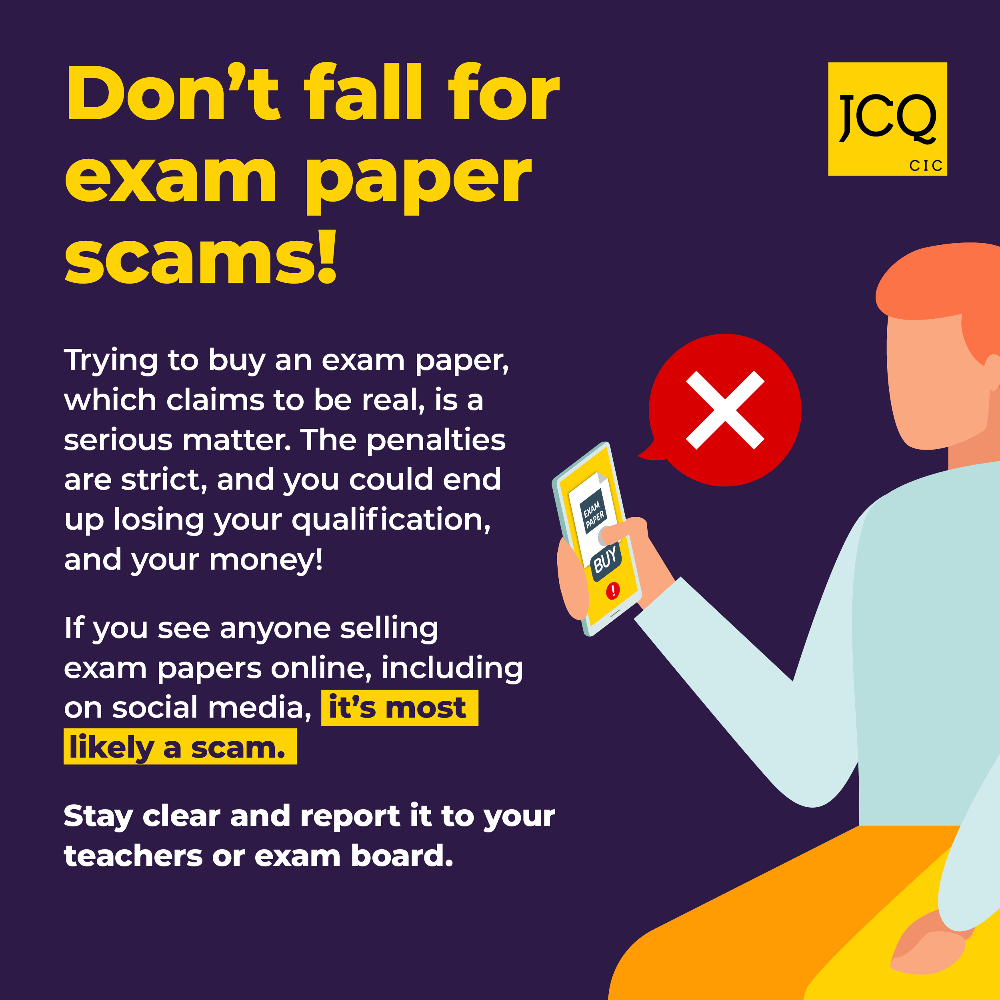 Don’t fall for
exam paper
scams!
JCQ
CIC
Trying to buy an exam paper,
which claims to be real, is a
serious matter. The penalties
are strict, and you could end
up losing your qualification,
and your money!
EXAM
PAPER
BUY
!
If you see anyone selling
exam papers online, including
on social media, it’s most
likely a scam.
Stay clear and report it to your
teachers or exam board.